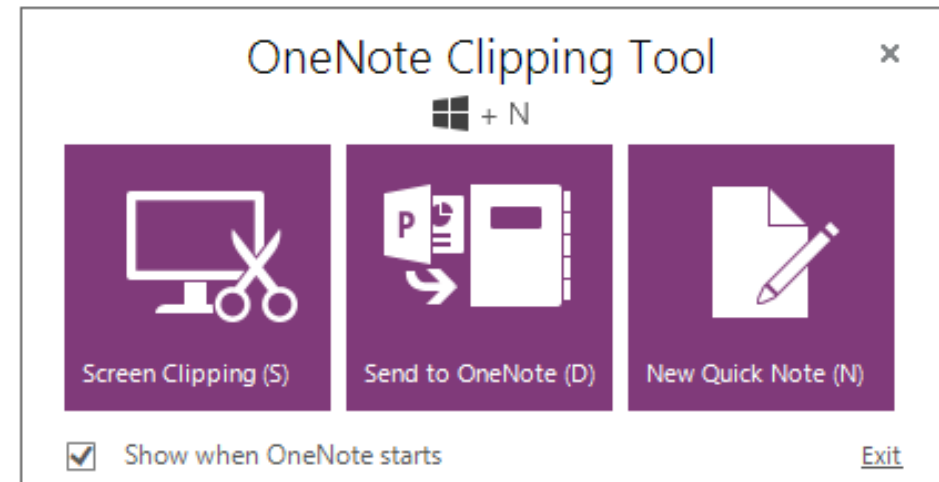 OneNote Clipping Tool
+ N
P
Screen Clipping (S)
Send to OneNote (D)
New Quick Note (N)
Show when OneNote starts
Exit